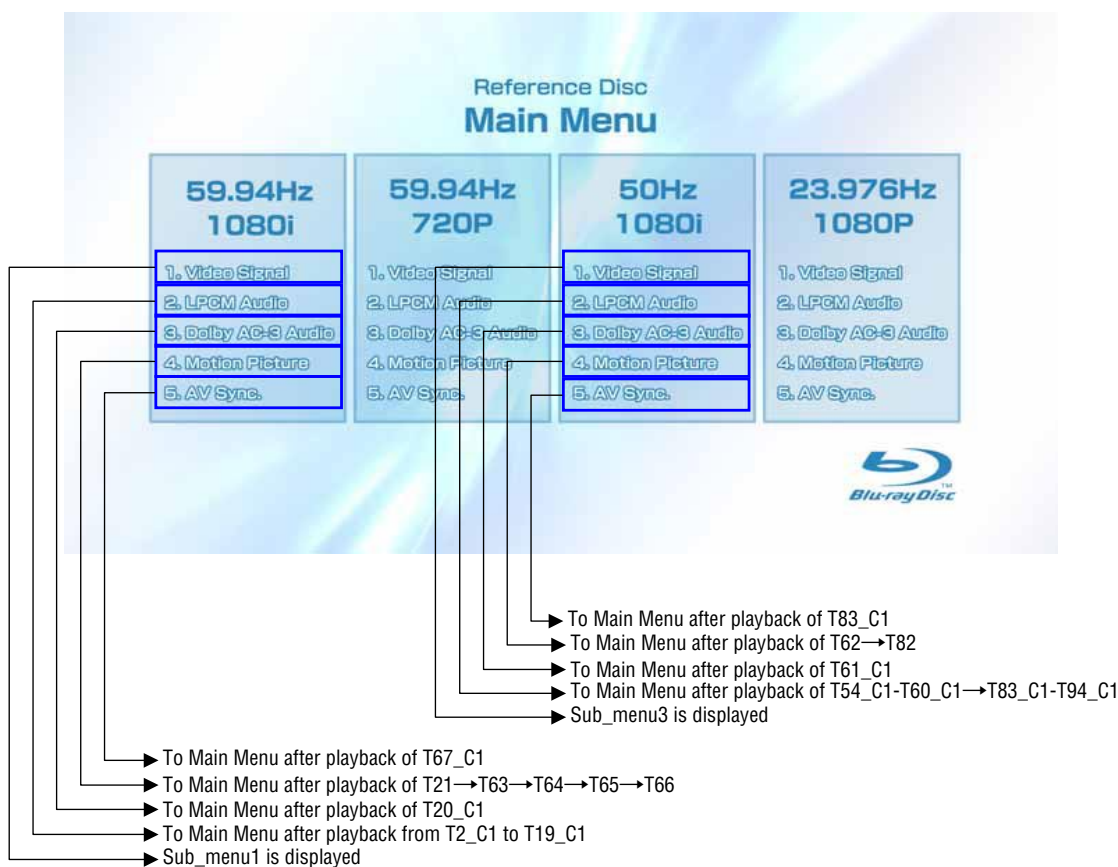 Reference Disc
Main Menu
59.94Hz
1080i
1. Video Signal
2. LPCM Audio
3. Dolby AC-3 Audio
4. Motion Picture
5. AV Sync.
59.94Hz
720P
1. Video Signal
2. LPCM Audio
3. Dolby AC-3 Audio
4. Motion Picture
5. AV Sync.
50Hz
1080i
1. Video Signal
2. LPCM Audio
3. Dolby AC-3 Audio
4. Motion Picture
5. AV Sync.
23.976Hz
1080P
1. Video Signal
2. LPCM Audio
3. Dolby AC-3 Audio
4. Motion Picture
5. AV Sync.
Blu-ray Disc™
To Main Menu after playback of T83_C1
To Main Menu after playback of T62→T82
To Main Menu after playback of T61_C1
To Main Menu after playback of T54_C1-T60_C1→T83_C1-T94_C1
Sub_menu3 is displayed
To Main Menu after playback of T67_C1
To Main Menu after playback of T21→T63→T64→T65→T66
To Main Menu after playback of T20_C1
To Main Menu after playback from T2_C1 to T19_C1
Sub_menu1 is displayed